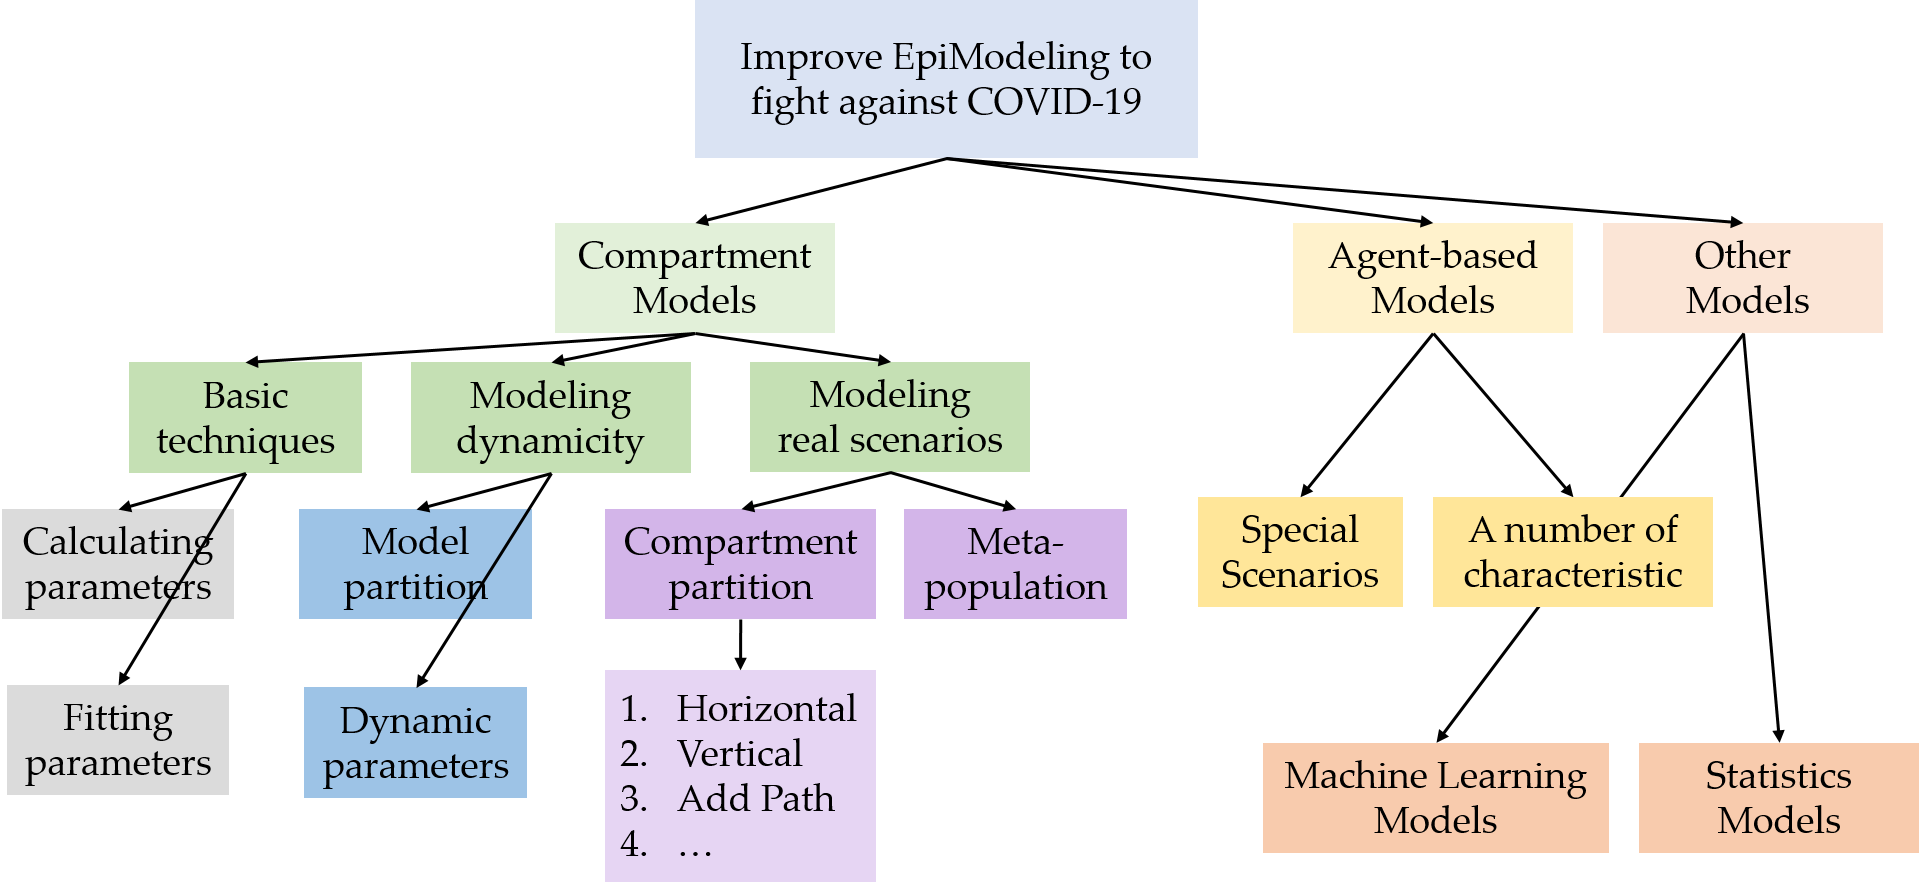 Improve EpiModeling to
fight against COVID-19
Compartment
Models
Agent-based
Models
Other
Models
Basic
techniques
Modeling
dynamicity
Modeling
real scenarios
Calculating
parameters
Model
partition
Compartment
partition
Meta-
population
Special
Scenarios
A number of
characteristic
Fitting
parameters
Dynamic
parameters
1. Horizontal
2. Vertical
3. Add Path
4. …
Machine Learning
Models
Statistics
Models